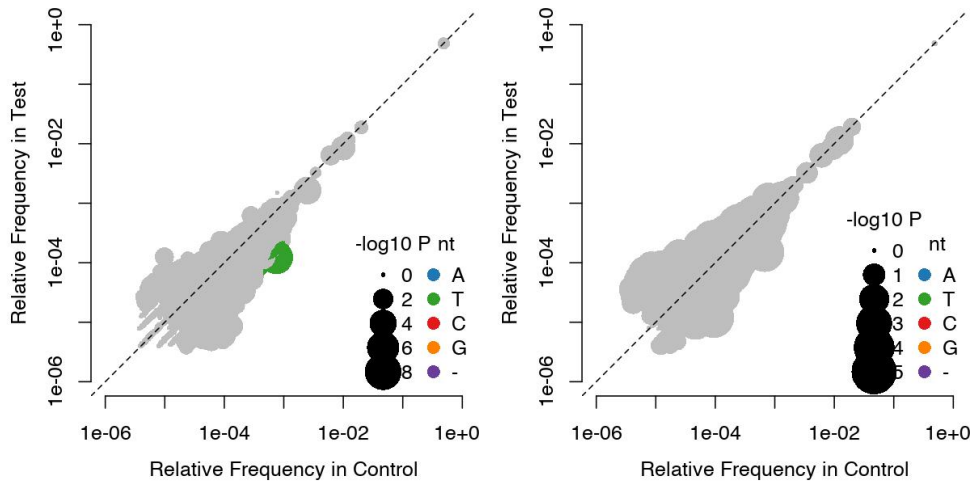 1e+0
1e-02
1e-04
1e-06
Relative Frequency in Test
1e-06
1e-04
1e-02
1e+0
Relative Frequency in Control
-log10 P nt
0
A
2
T
4
C
6
G
8
-
1e+0
1e-02
1e-04
1e-06
Relative Frequency in Test
1e-06
1e-04
1e-02
1e+0
Relative Frequency in Control
-log10 P
nt
0
1
A
2
T
3
C
4
G
5
-